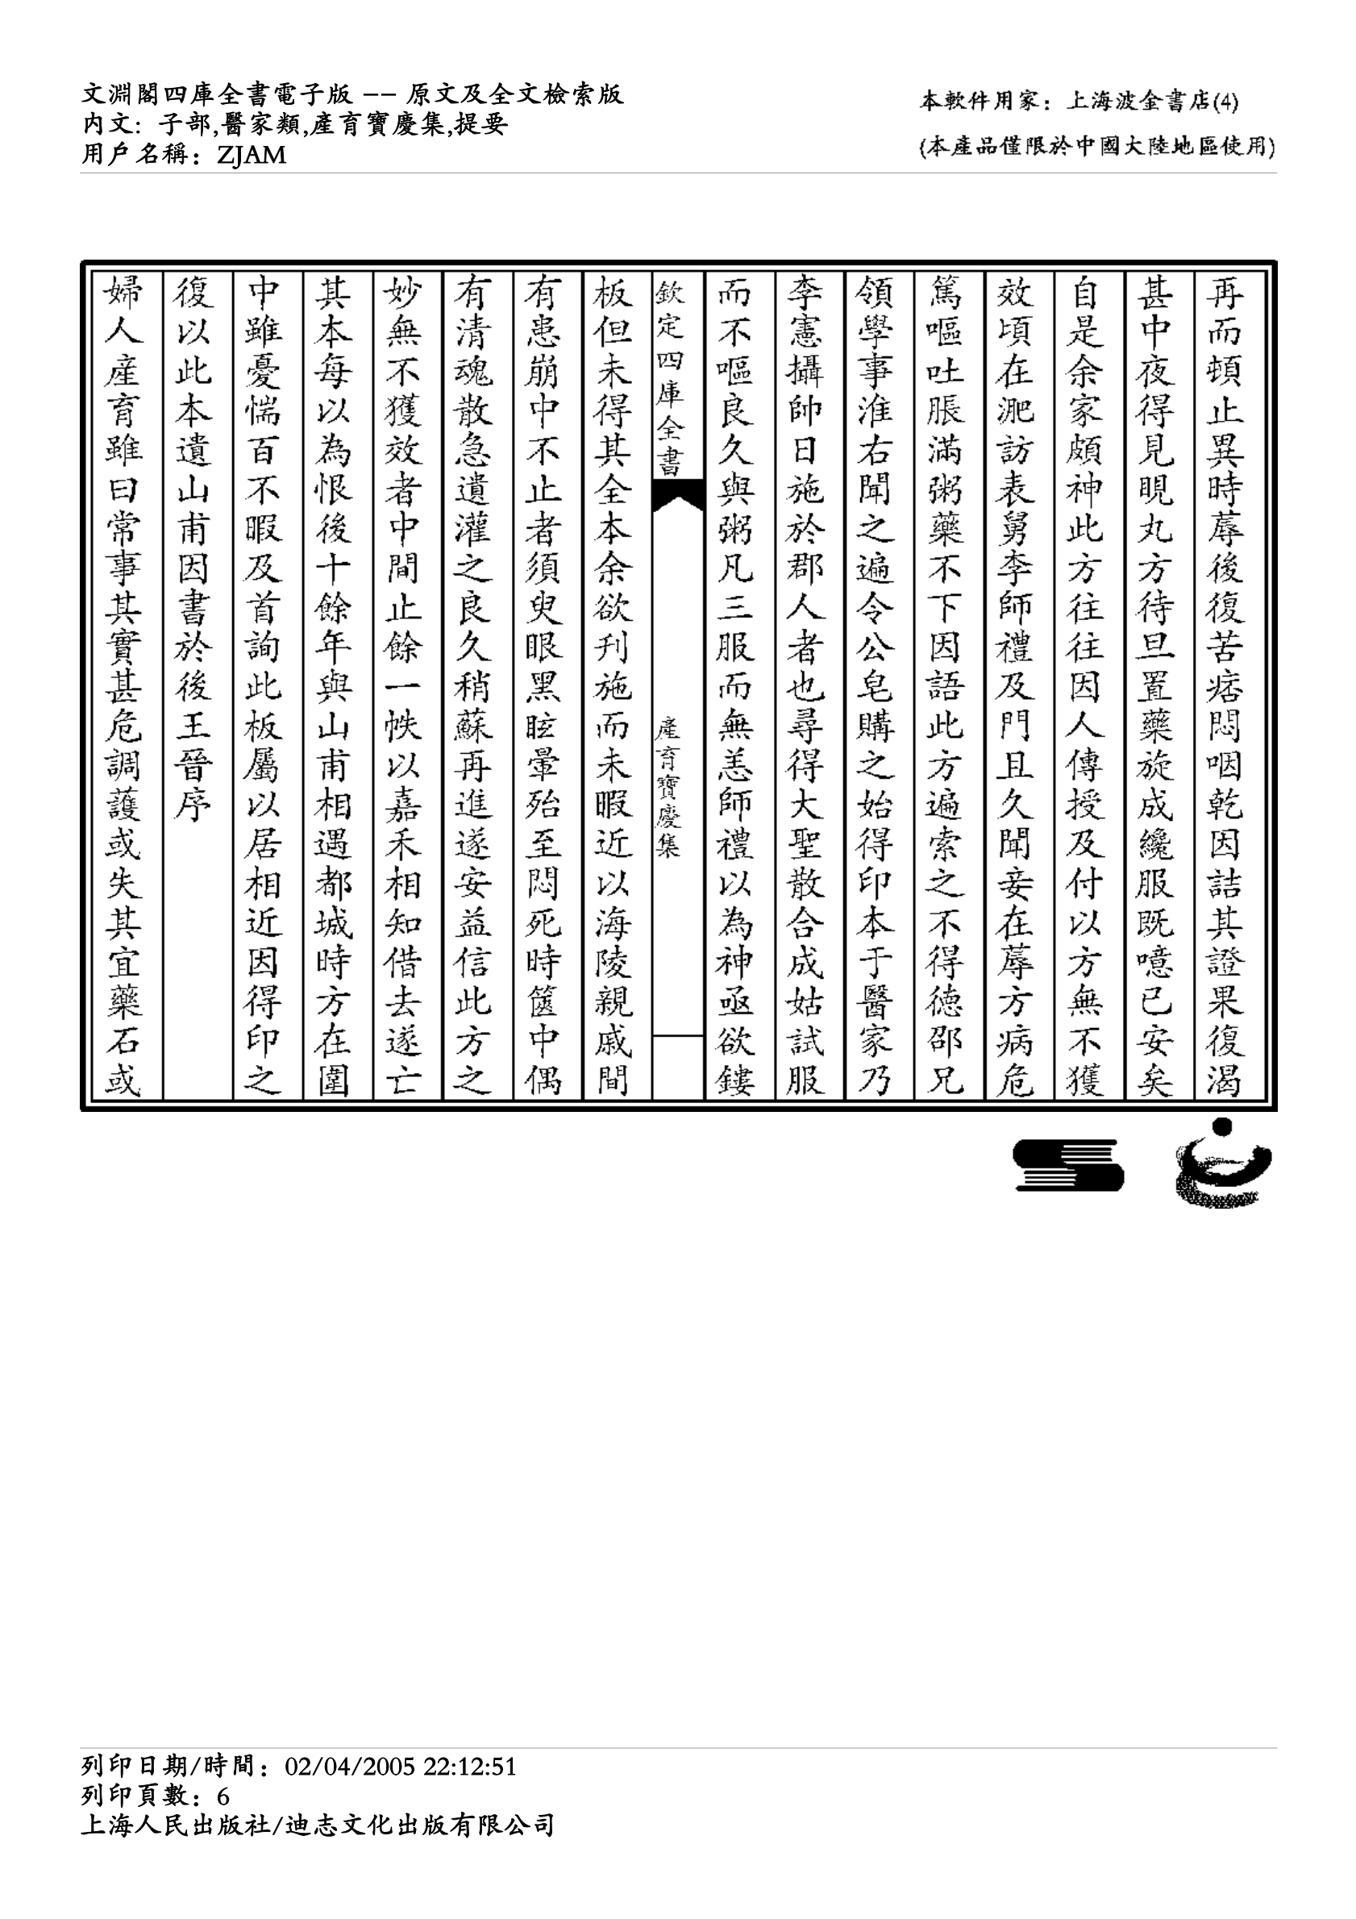 文淵閣四庫全書電子版 -- 原文及全文檢索版
内文：子部,醫家類,產育寶慶集,提要
用戶名稱：ZJAM
本軟件用家：上海波金書店(4)
(本產品僅限於中國大陸地區使用)
再而頓止異時蓐後復苦痞悶咽乾因詰其證果復渴
甚中夜得見晛丸方待旦置藥旋成纔服既噫已安矣
自是余家頗神此方往往因人傳授及付以方無不獲
效頃在淝訪表舅李師禮及門且久聞妾在蓐方病危
篤嘔吐脹滿粥藥不下因語此方遍索之不得德邵兄
領學事淮右聞之遍令公皂購之始得印本于醫家乃
李憲攝帥日施於郡人者也尋得大聖散合成姑試服
而不嘔良久與粥凡三服而無恙師禮以為神亟欲鏤
欽定四庫全書
產育寶慶集
板但未得其全本余欲刊施而未暇近以海陵親戚間
有患崩中不止者須臾眼黑眩暈殆至悶死時篋中偶
有清魂散急遺灌之良久稍蘇再進遂安益信此方之
妙無不獲效者中間止餘一帙以嘉禾相知借去遂亡
其本每以為恨後十餘年與山甫相遇都城時方在圍
中雖憂惴百不暇及首詢此板屬以居相近因得印之
復以此本遺山甫因書於後王晉序
婦人產育雖曰常事其實甚危調護或失其宜藥石或
列印日期/時間：02/04/2005 22:12:51
列印頁數：6
上海人民出版社/迪志文化出版有限公司